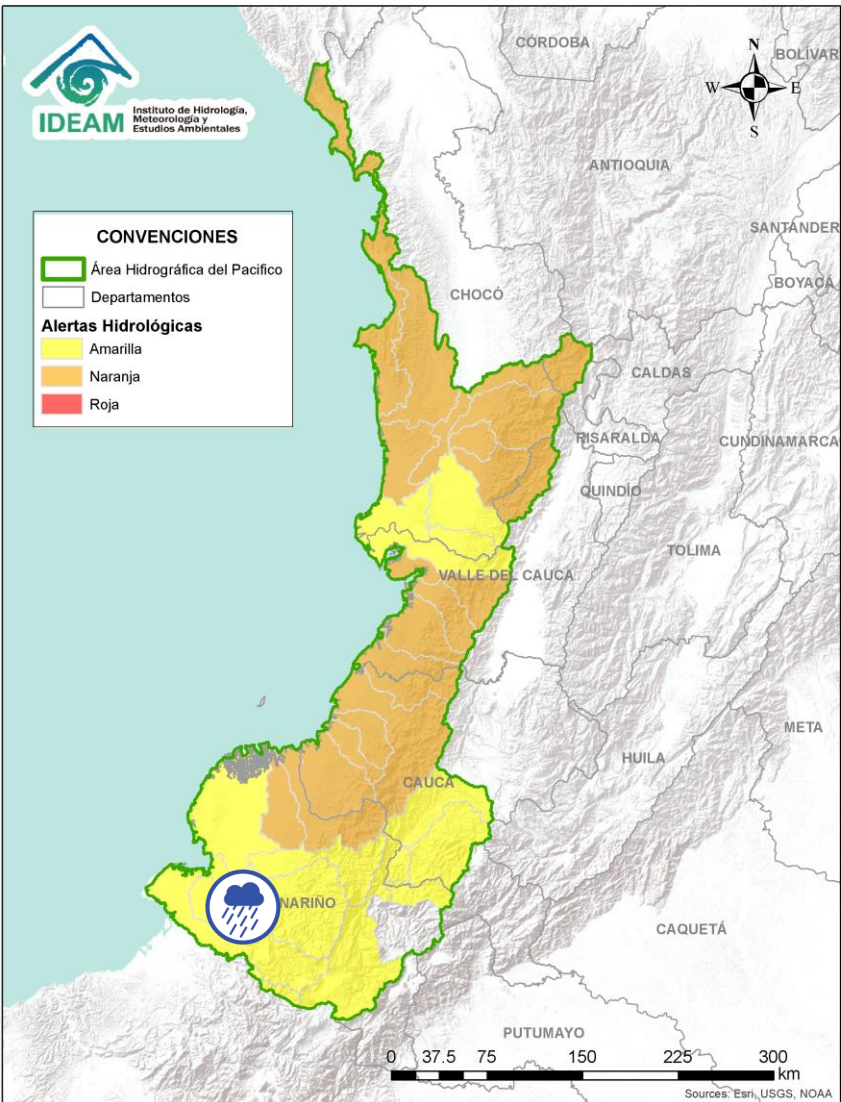 IDEAM
Instituto de Hidrología,
Meteorología y
Estudios Ambientales
CÓRDOBA
BOLIVAR
N
W
E
S
ANTIOQUIA
SANTANDER
BOYACÁ
CONVENCIONES
Área Hidrográfica del Pacifico
Departamentos
Alertas Hidrológicas
Amarilla
Naranja
Roja
CHOCÓ
CALDAS
RISARALDA
CUNDINAMARCA
QUINDÍO
TOLIMA
VALLE DEL CAUCA
META
HUILA
CAUCA
NARIÑO
CAQUETÁ
PUTUMAYO
0 37.5 75 150 225 300
km
Sources: Esri, USGS, NOAA